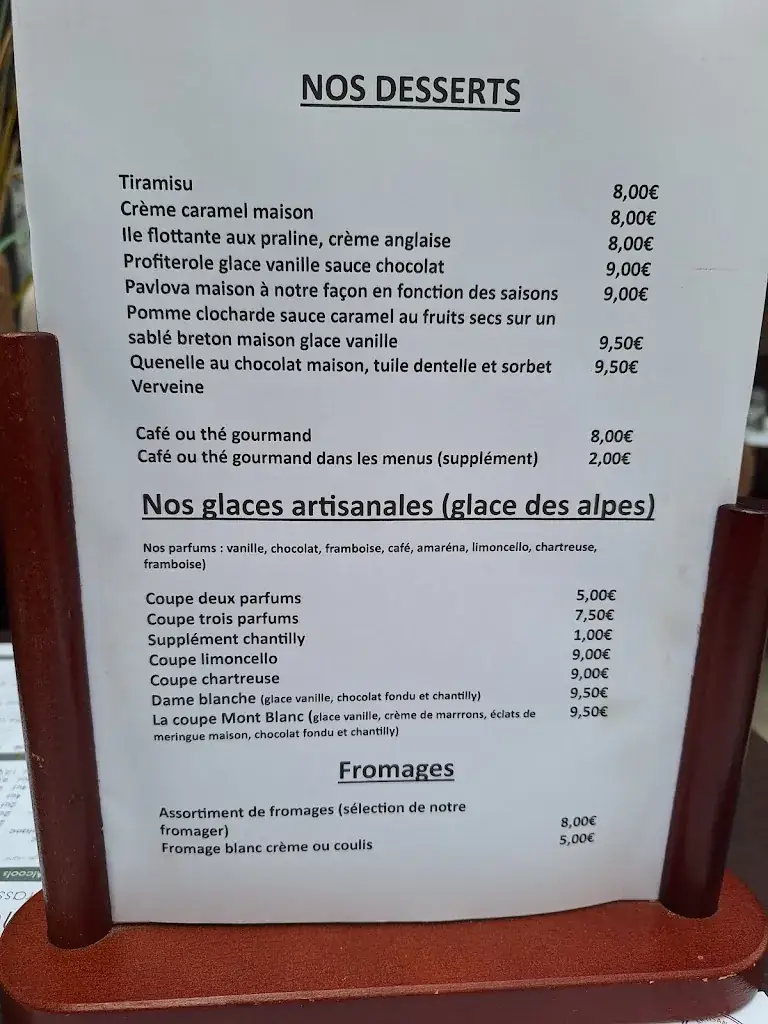 NOS DESSERTS
Tiramisu 8,00€
Crème caramel maison 8,00€
Ile flottante aux praline, crème anglaise 8,00€
Profiterole glace vanille sauce chocolat 9,00€
Pavlova maison à notre façon en fonction des saisons 9,00€
Pomme clocharde sauce caramel au fruits secs sur un
sablé breton maison glace vanille 9,50€
Quenelle au chocolat maison, tuile dentelle et sorbet 9,50€
Verveine
Café ou thé gourmand 8,00€
Café ou thé gourmand dans les menus (supplément) 2,00€
Nos glaces artisanales (glace des alpes)
Nos parfums : vanille, chocolat, framboise, café, amaréna, limoncello, chartreuse,
framboise)
Coupe deux parfums 5,00€
Coupe trois parfums 7,50€
Supplément chantilly 1,00€
Coupe limoncello 9,00€
Coupe chartreuse 9,00€
Dame blanche (glace vanille, chocolat fondu et chantilly) 9,50€
La coupe Mont Blanc (glace vanille, crème de marrrons, éclats de 9,50€
meringue maison, chocolat fondu et chantilly)
Fromages
Assortiment de fromages (sélection de notre
fromager) 8,00€
Fromage blanc crème ou coulis 5,00€
Alcools